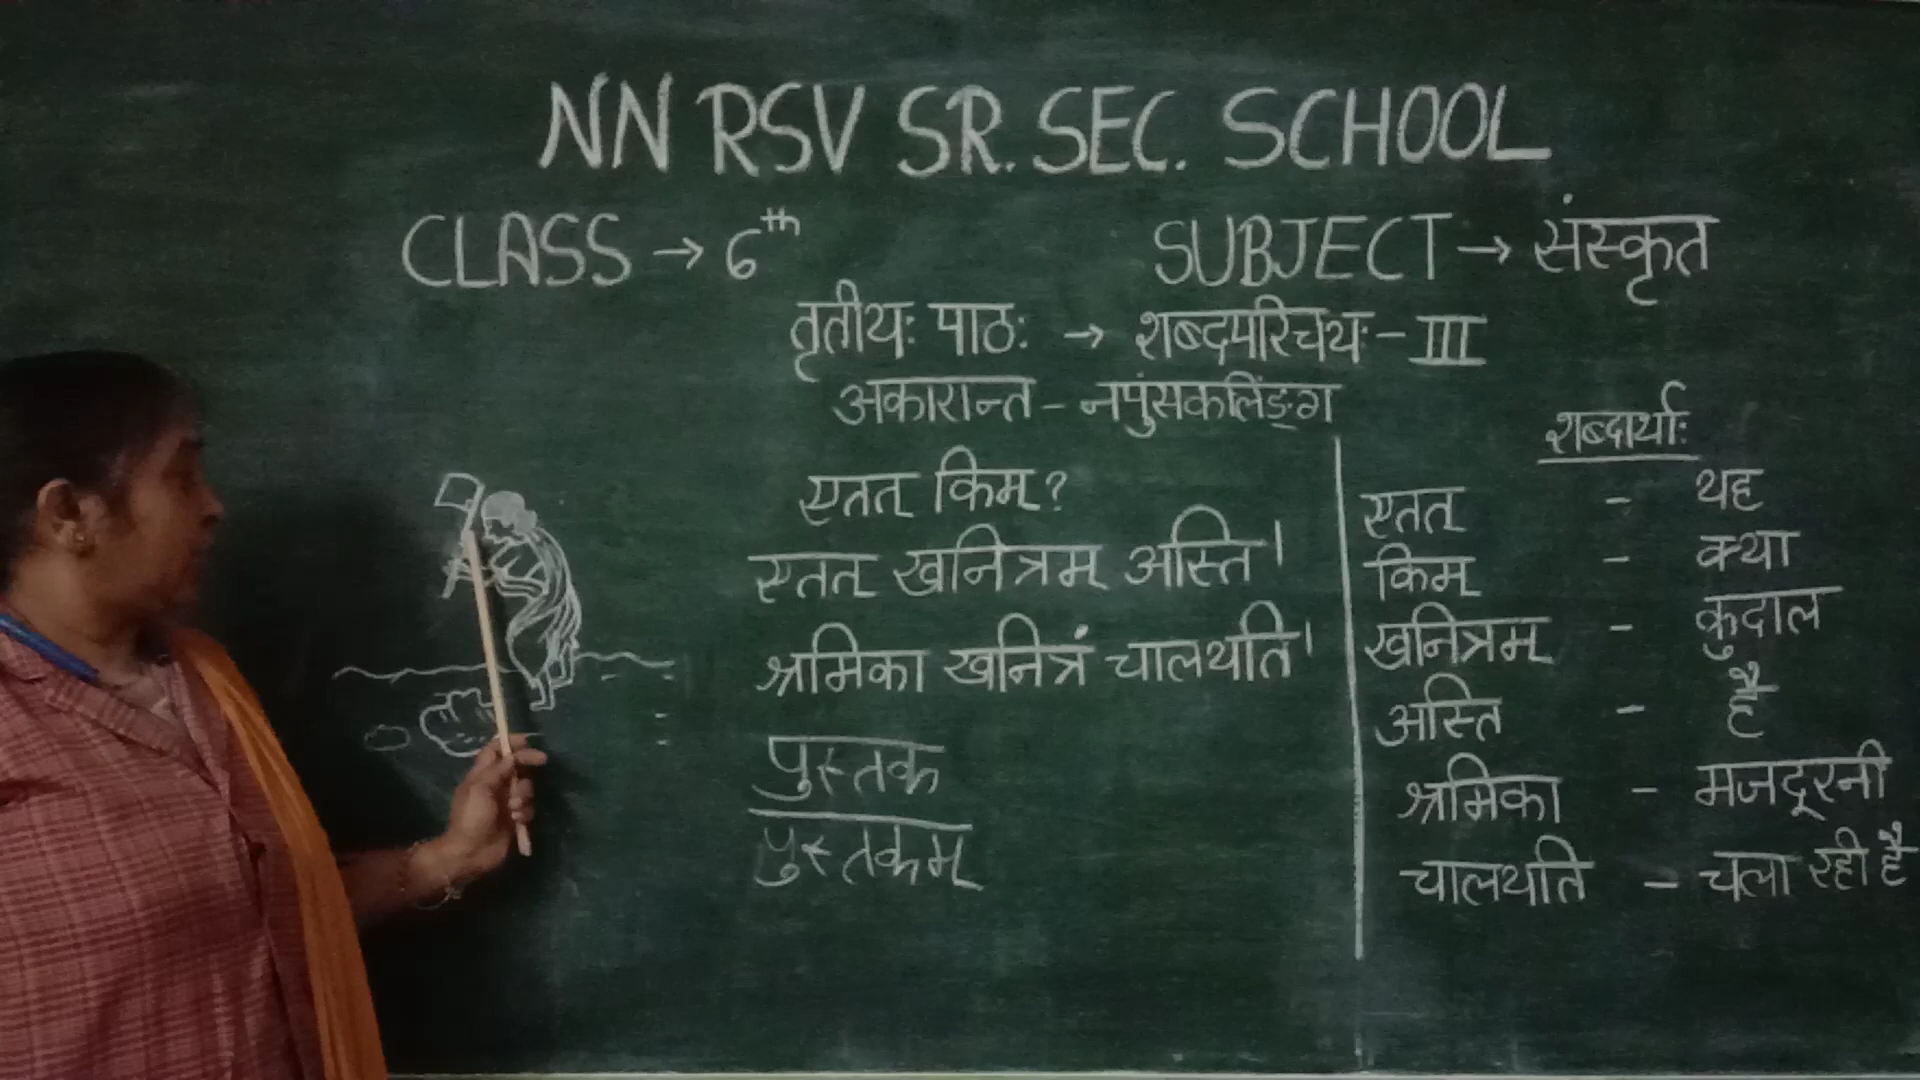 NN RSV SR. SEC. SCHOOL
CLASS → 6th SUBJECT → संस्कृत
तृतीयः पाठः → शब्दपरिचयः - III
अकारान्त - नपुंसकलिङ्ग
एतत् किम्?
एतत् खनित्रम् अस्ति।
श्रमिका खनित्रं चालयति।
पुस्तक
पुस्तकम्
शब्दार्थाः
एतत् - यह
किम् - क्या
खनित्रम् - कुदाल
अस्ति - है
श्रमिका - मजदूरनी
चालयति - चला रही है